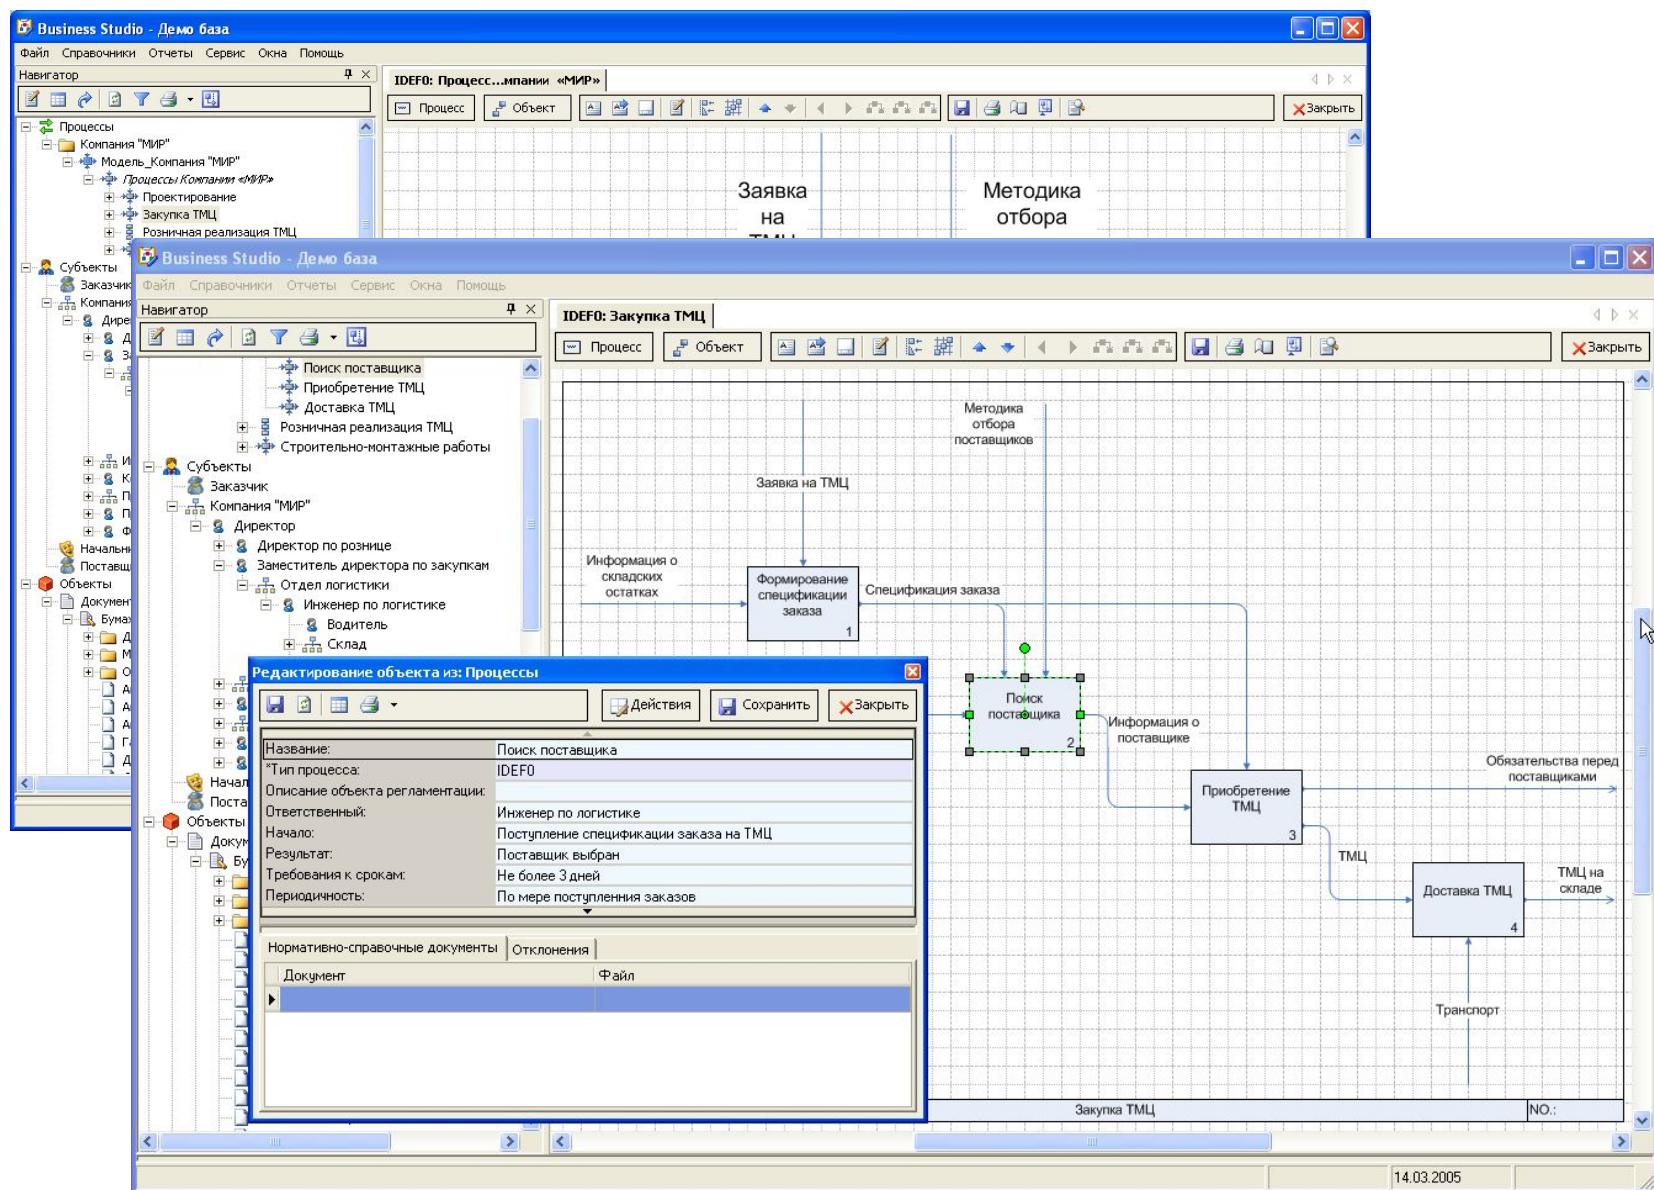 Business Studio - Демо база
Файл Справочники Отчеты Сервис Окна Помощь
Навигатор
IDEF0: Процесс...мпании «МИР»
Процесс Объект Закрыть
Процессы
Компания "МИР"
Модель_Компания "МИР"
Процессы Компании «МИР»
Проектирование
Закупка ТМЦ
Розничная реализация ТМЦ
Субъекты
Заказчик
Компания
Объекты
Заявка
на
Методика
отбора
Business Studio - Демо база
Файл Справочники Отчеты Сервис Окна Помощь
Навигатор
IDEF0: Закупка ТМЦ
Процесс Объект Закрыть
Поиск поставщика
Приобретение ТМЦ
Доставка ТМЦ
Розничная реализация ТМЦ
Строительно-монтажные работы
Субъекты
Заказчик
Компания "МИР"
Директор
Директор по рознице
Заместитель директора по закупкам
Отдел логистики
Инженер по логистике
Водитель
Склад
Объекты
Методика
отбора
поставщиков
Заявка на ТМЦ
Информация о
складских
остатках
Формирование
спецификации
заказа
1
Спецификация заказа
Поиск
поставщика
2
Информация о
поставщике
Приобретение
ТМЦ
3
Обязательства перед
поставщиками
ТМЦ
Доставка ТМЦ
4
ТМЦ на
складе
Транспорт
Закупка ТМЦ
NO.:
14.03.2005
Редактирование объекта из: Процессы
Действия Сохранить Закрыть
Название: Поиск поставщика
*Тип процесса: IDEF0
Описание объекта регламентации:
Ответственный: Инженер по логистике
Начало: Поступление спецификации заказа на ТМЦ
Результат: Поставщик выбран
Требования к срокам: Не более 3 дней
Периодичность: По мере поступленния заказов
Нормативно-справочные документы Отклонения
Документ Файл